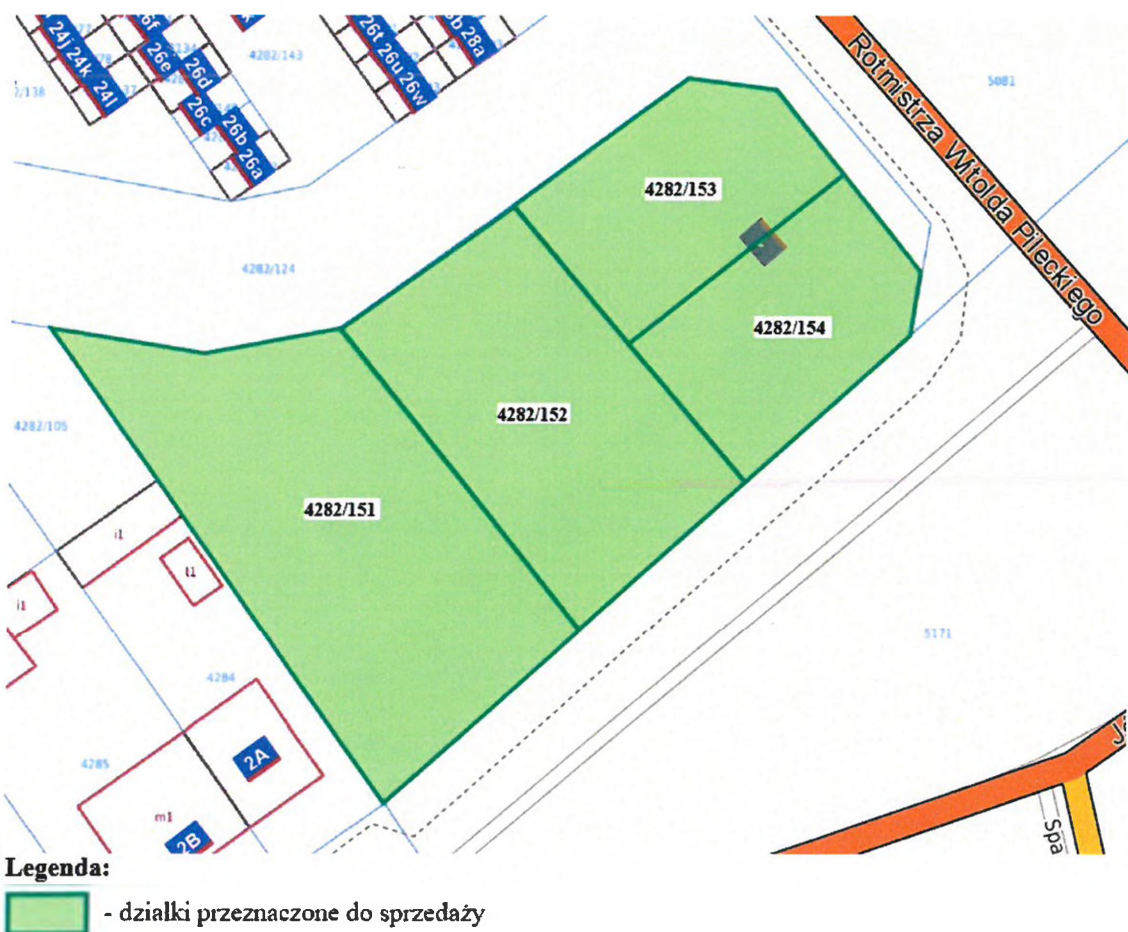 24j
24k
24l
26f
26e
26d
26c
26b
26a
4282/143
26t
26u
26w
28a
Rotmistrza Witolda Pileckiego
5081
4282/153
4282/124
4282/154
4282/105
4282/152
4282/151
i1
t1
i1
5171
4284
4285
2A
m1
2B
Spa
Legenda:
- działki przeznaczone do sprzedaży